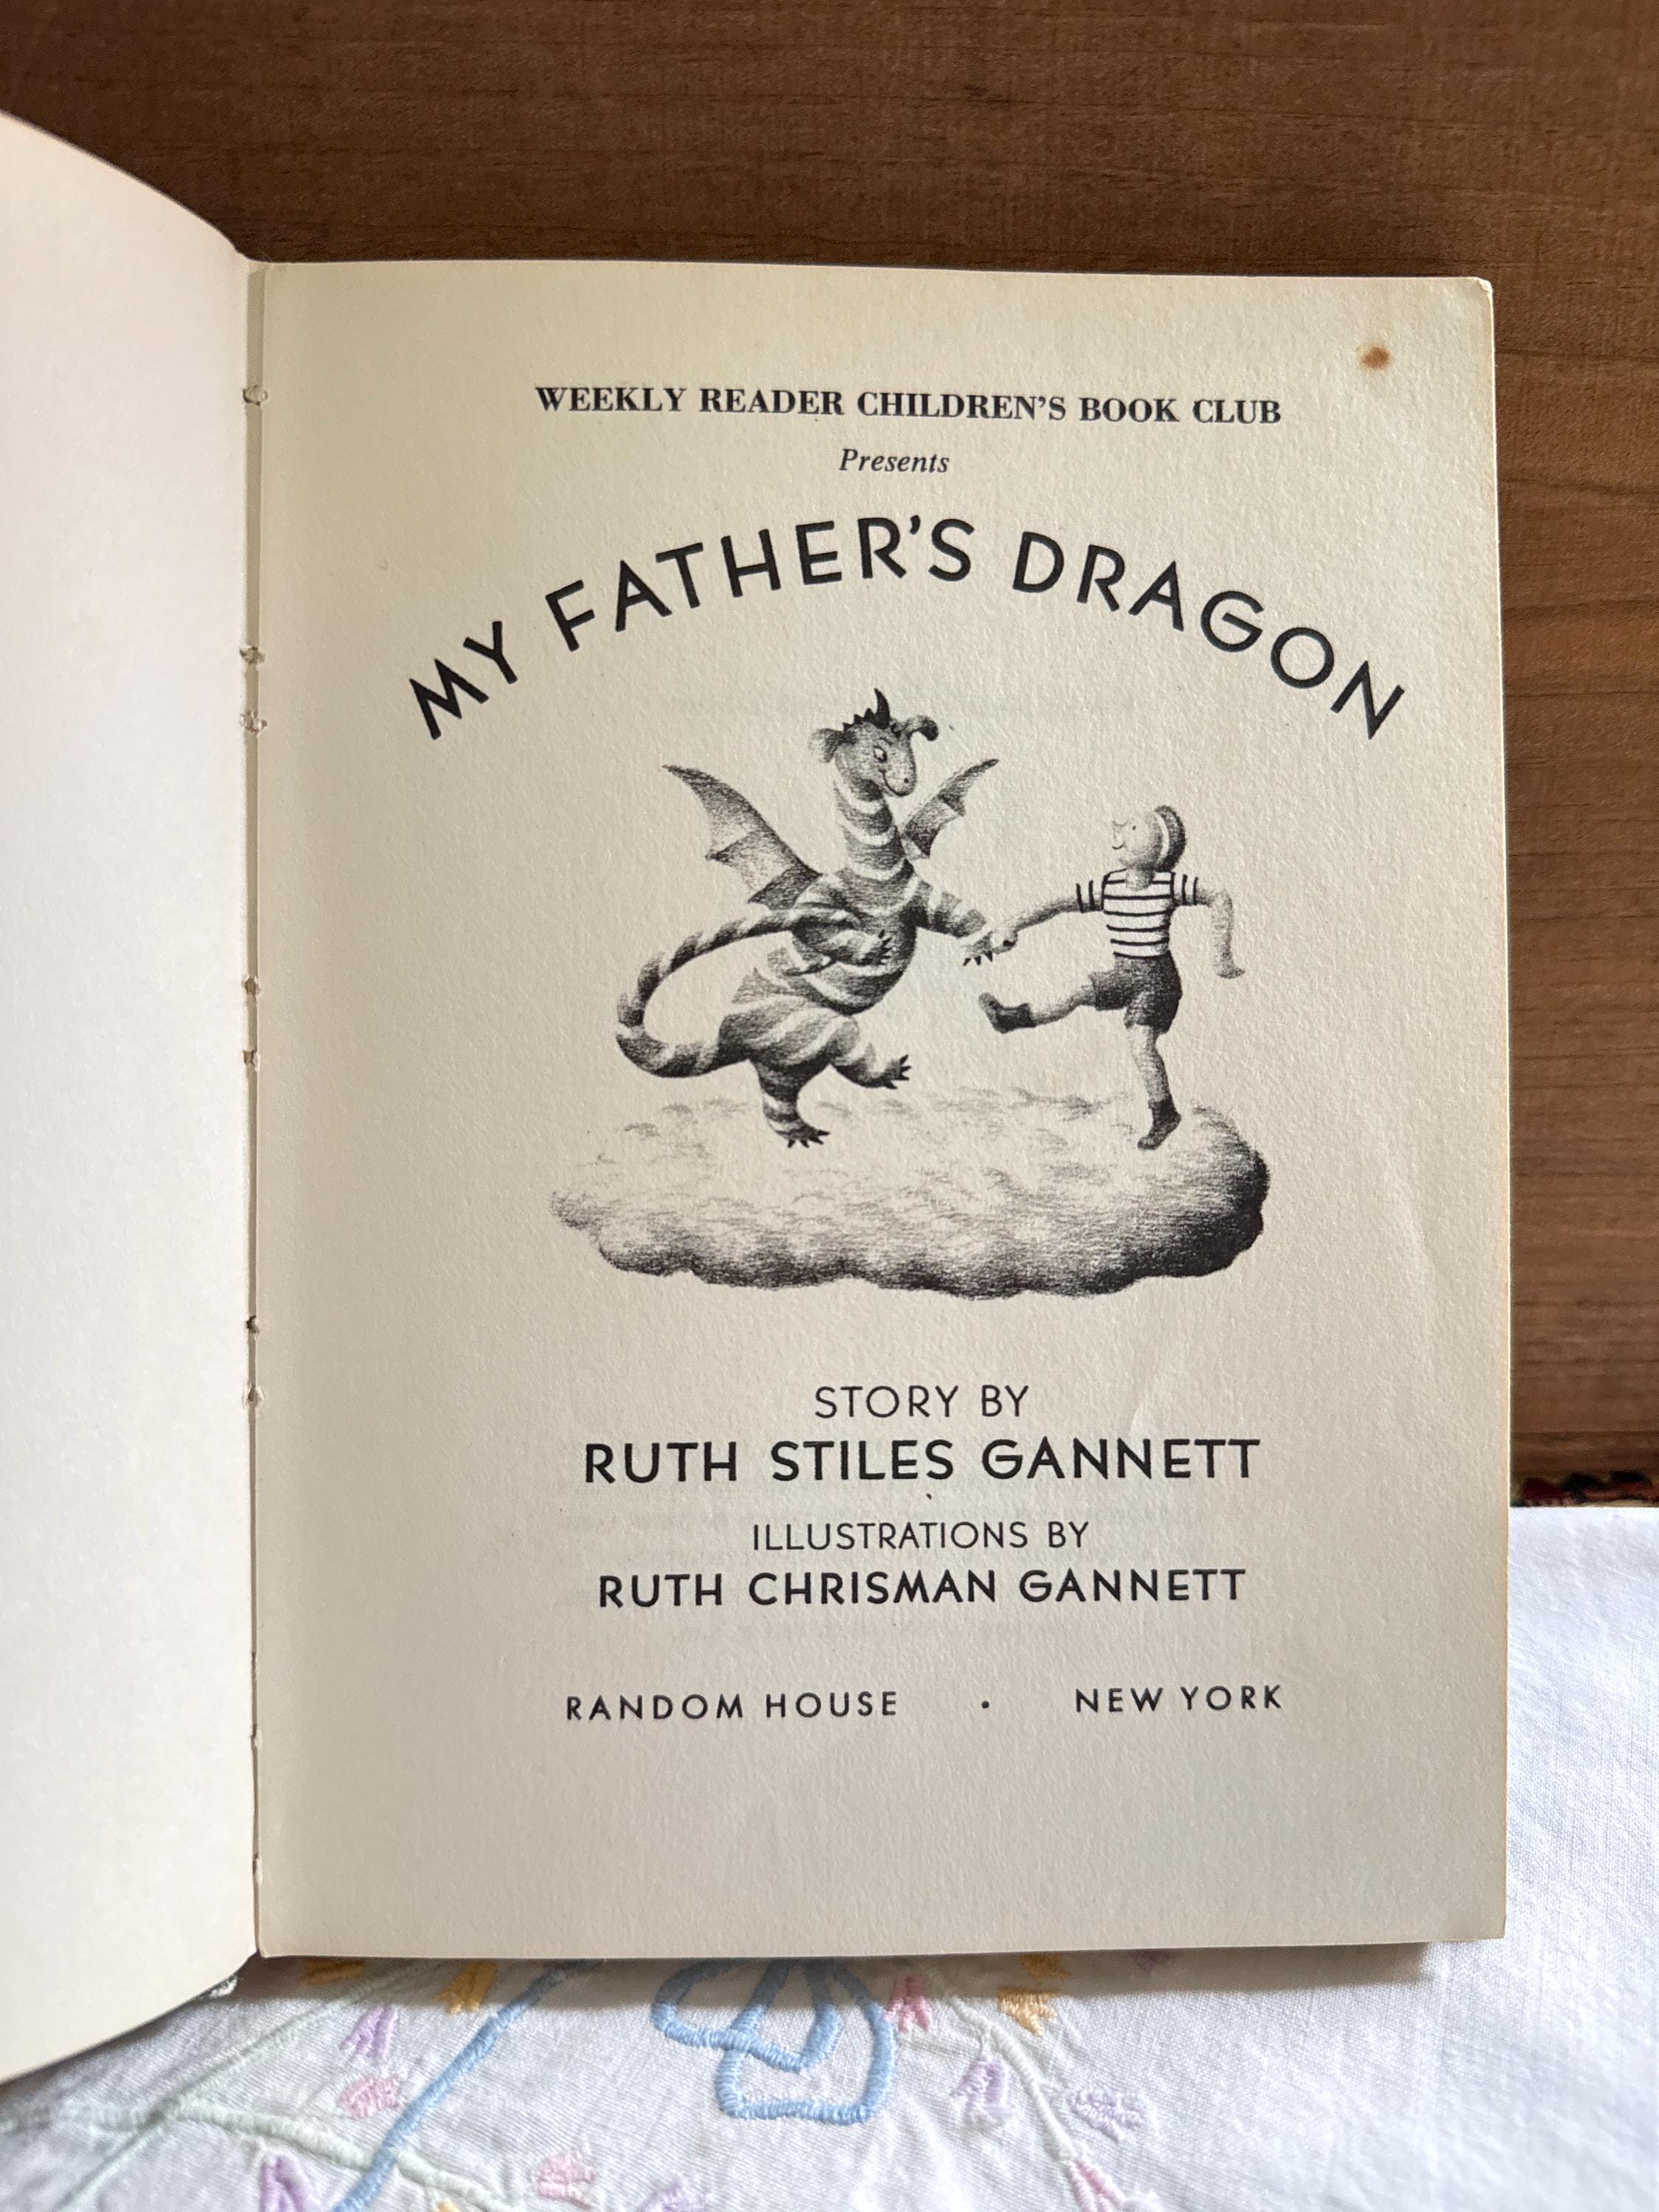 WEEKLY READER CHILDREN'S BOOK CLUB
Presents
MY FATHER'S DRAGON
STORY BY
RUTH STILES GANNETT
ILLUSTRATIONS BY
RUTH CHRISMAN GANNETT
RANDOM HOUSE · NEW YORK